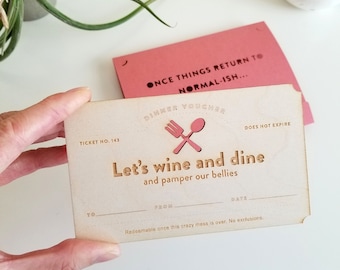 ONCE THINGS RETURN TO
NORMAL-ISH...
DINNER VOUCHER
TICKET NO. 143
DOES NOT EXPIRE
Let's wine and dine
and pamper our bellies
TO
FROM
DATE
Redeemable once this crazy mess is over. No exclusions.